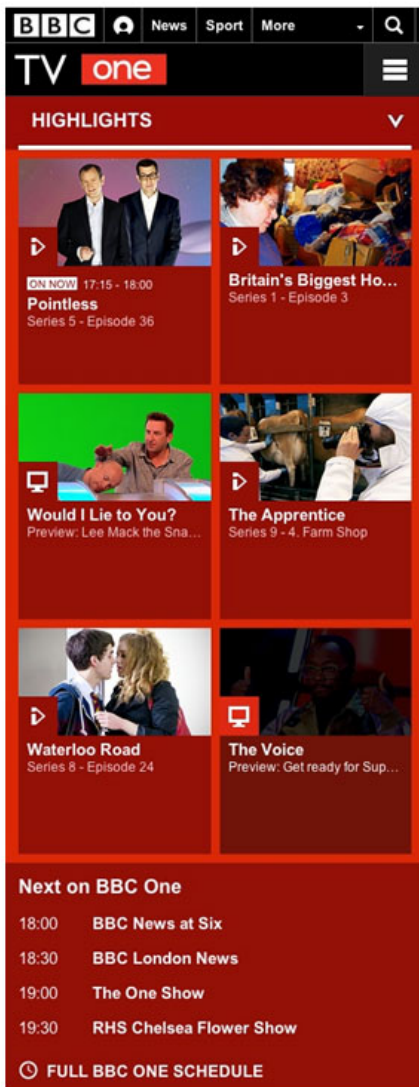 BBC News Sport More
TV one
HIGHLIGHTS
ON NOW 17:15 - 18:00
Pointless
Series 5 - Episode 36
Britain's Biggest Ho...
Series 1 - Episode 3
Would I Lie to You?
Preview: Lee Mack the Sna...
The Apprentice
Series 9 - 4. Farm Shop
Waterloo Road
Series 8 - Episode 24
The Voice
Preview: Get ready for Sup...
Next on BBC One
18:00 BBC News at Six
18:30 BBC London News
19:00 The One Show
19:30 RHS Chelsea Flower Show
FULL BBC ONE SCHEDULE